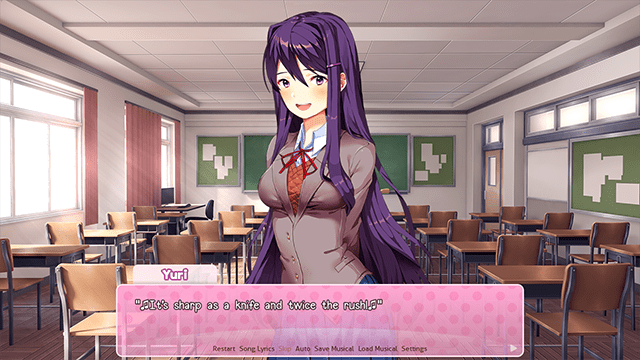 Yuri
"♫It's sharp as a knife and twice the rush!♫"
Restart Song Lyrics Skip Auto Save Musical Load Musical Settings